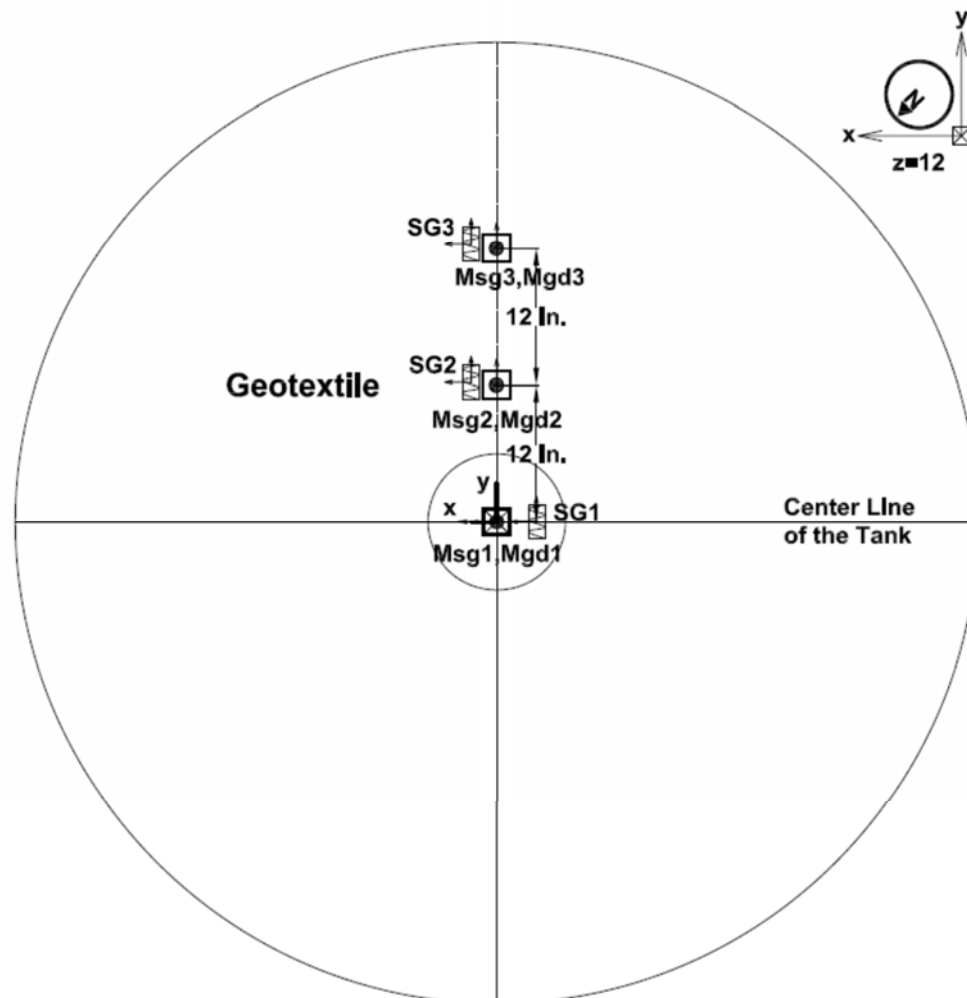 y
N
x
z=12
SG3
Msg3,Mgd3
12 In.
SG2
Geotextile
Msg2,Mgd2
12 In.
y
x
SG1
Center Line
of the Tank
Msg1,Mgd1